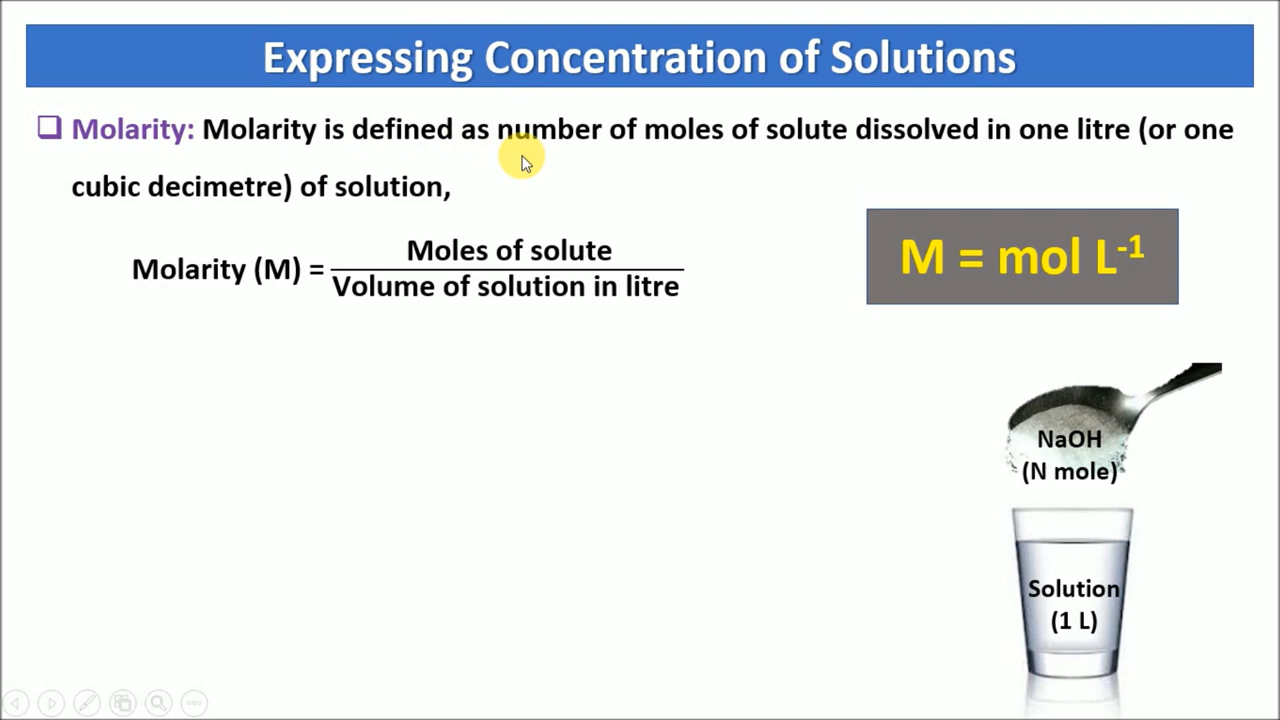 Expressing Concentration of Solutions
Molarity: Molarity is defined as number of moles of solute dissolved in one litre (or one
cubic decimetre) of solution,
Molarity (M) = Moles of solute
Volume of solution in litre
M = mol L⁻¹
NaOH
(N mole)
Solution
(1 L)